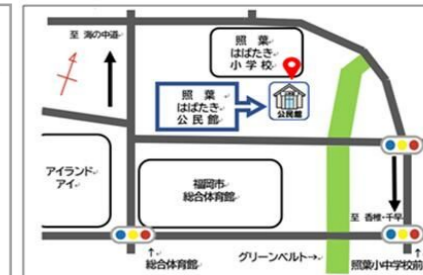 至 海の中道
照葉
はばたき
小学校
照葉
はばたき
公民館
公民館
アイランド
アイ
福岡市
総合体育館
至 香椎・千早
↑
総合体育館
グリーンベルト→
↑
照葉小中学校前